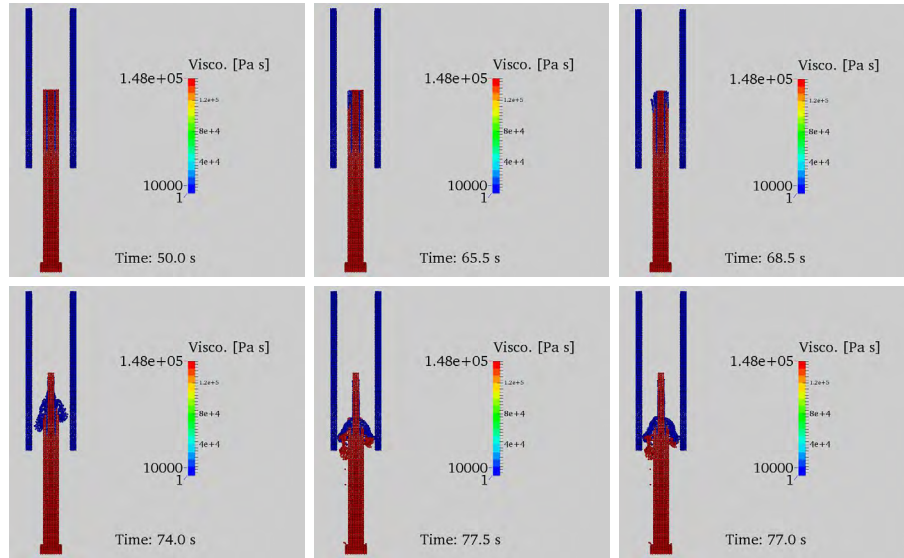 Visco. [Pa s]
1.48e+05
1.2e+5
8e+4
4e+4
10000
1
Time: 50.0 s
Visco. [Pa s]
1.48e+05
1.2e+5
8e+4
4e+4
10000
1
Time: 65.5 s
Visco. [Pa s]
1.48e+05
1.2e+5
8e+4
4e+4
10000
1
Time: 68.5 s
Visco. [Pa s]
1.48e+05
1.2e+5
8e+4
4e+4
10000
1
Time: 74.0 s
Visco. [Pa s]
1.48e+05
1.2e+5
8e+4
4e+4
10000
1
Time: 77.5 s
Visco. [Pa s]
1.48e+05
1.2e+5
8e+4
4e+4
10000
1
Time: 77.0 s